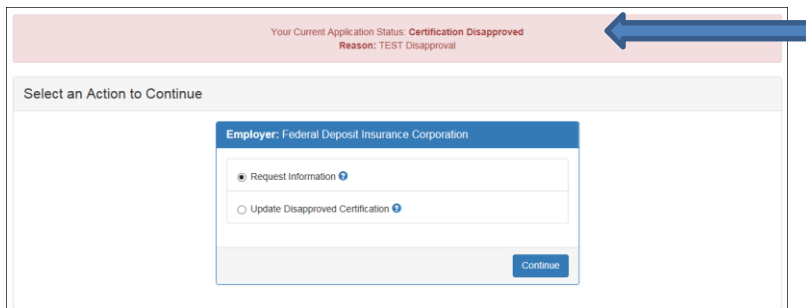 Your Current Application Status: Certification Disapproved
Reason: TEST Disapproval
Select an Action to Continue
Employer: Federal Deposit Insurance Corporation
Request Information
Update Disapproved Certification
Continue